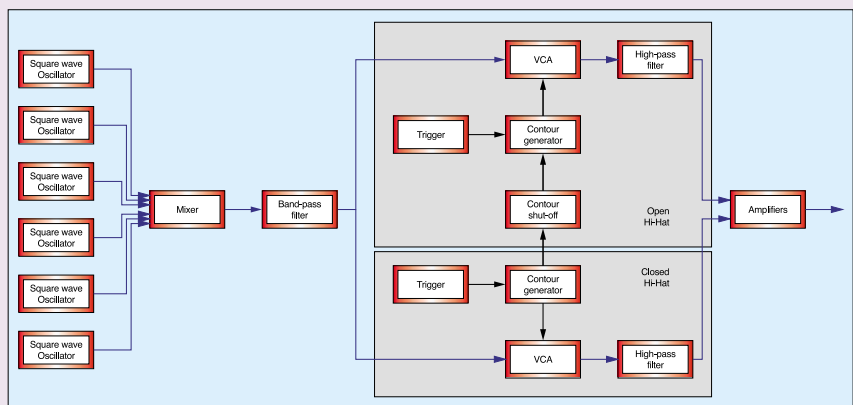 Square wave
Oscillator
Square wave
Oscillator
Square wave
Oscillator
Square wave
Oscillator
Square wave
Oscillator
Square wave
Oscillator
Mixer
Band-pass
filter
VCA
High-pass
filter
Trigger
Contour
generator
Contour
shut-off
Open
Hi-Hat
Closed
Hi-Hat
Trigger
Contour
generator
VCA
High-pass
filter
Amplifiers